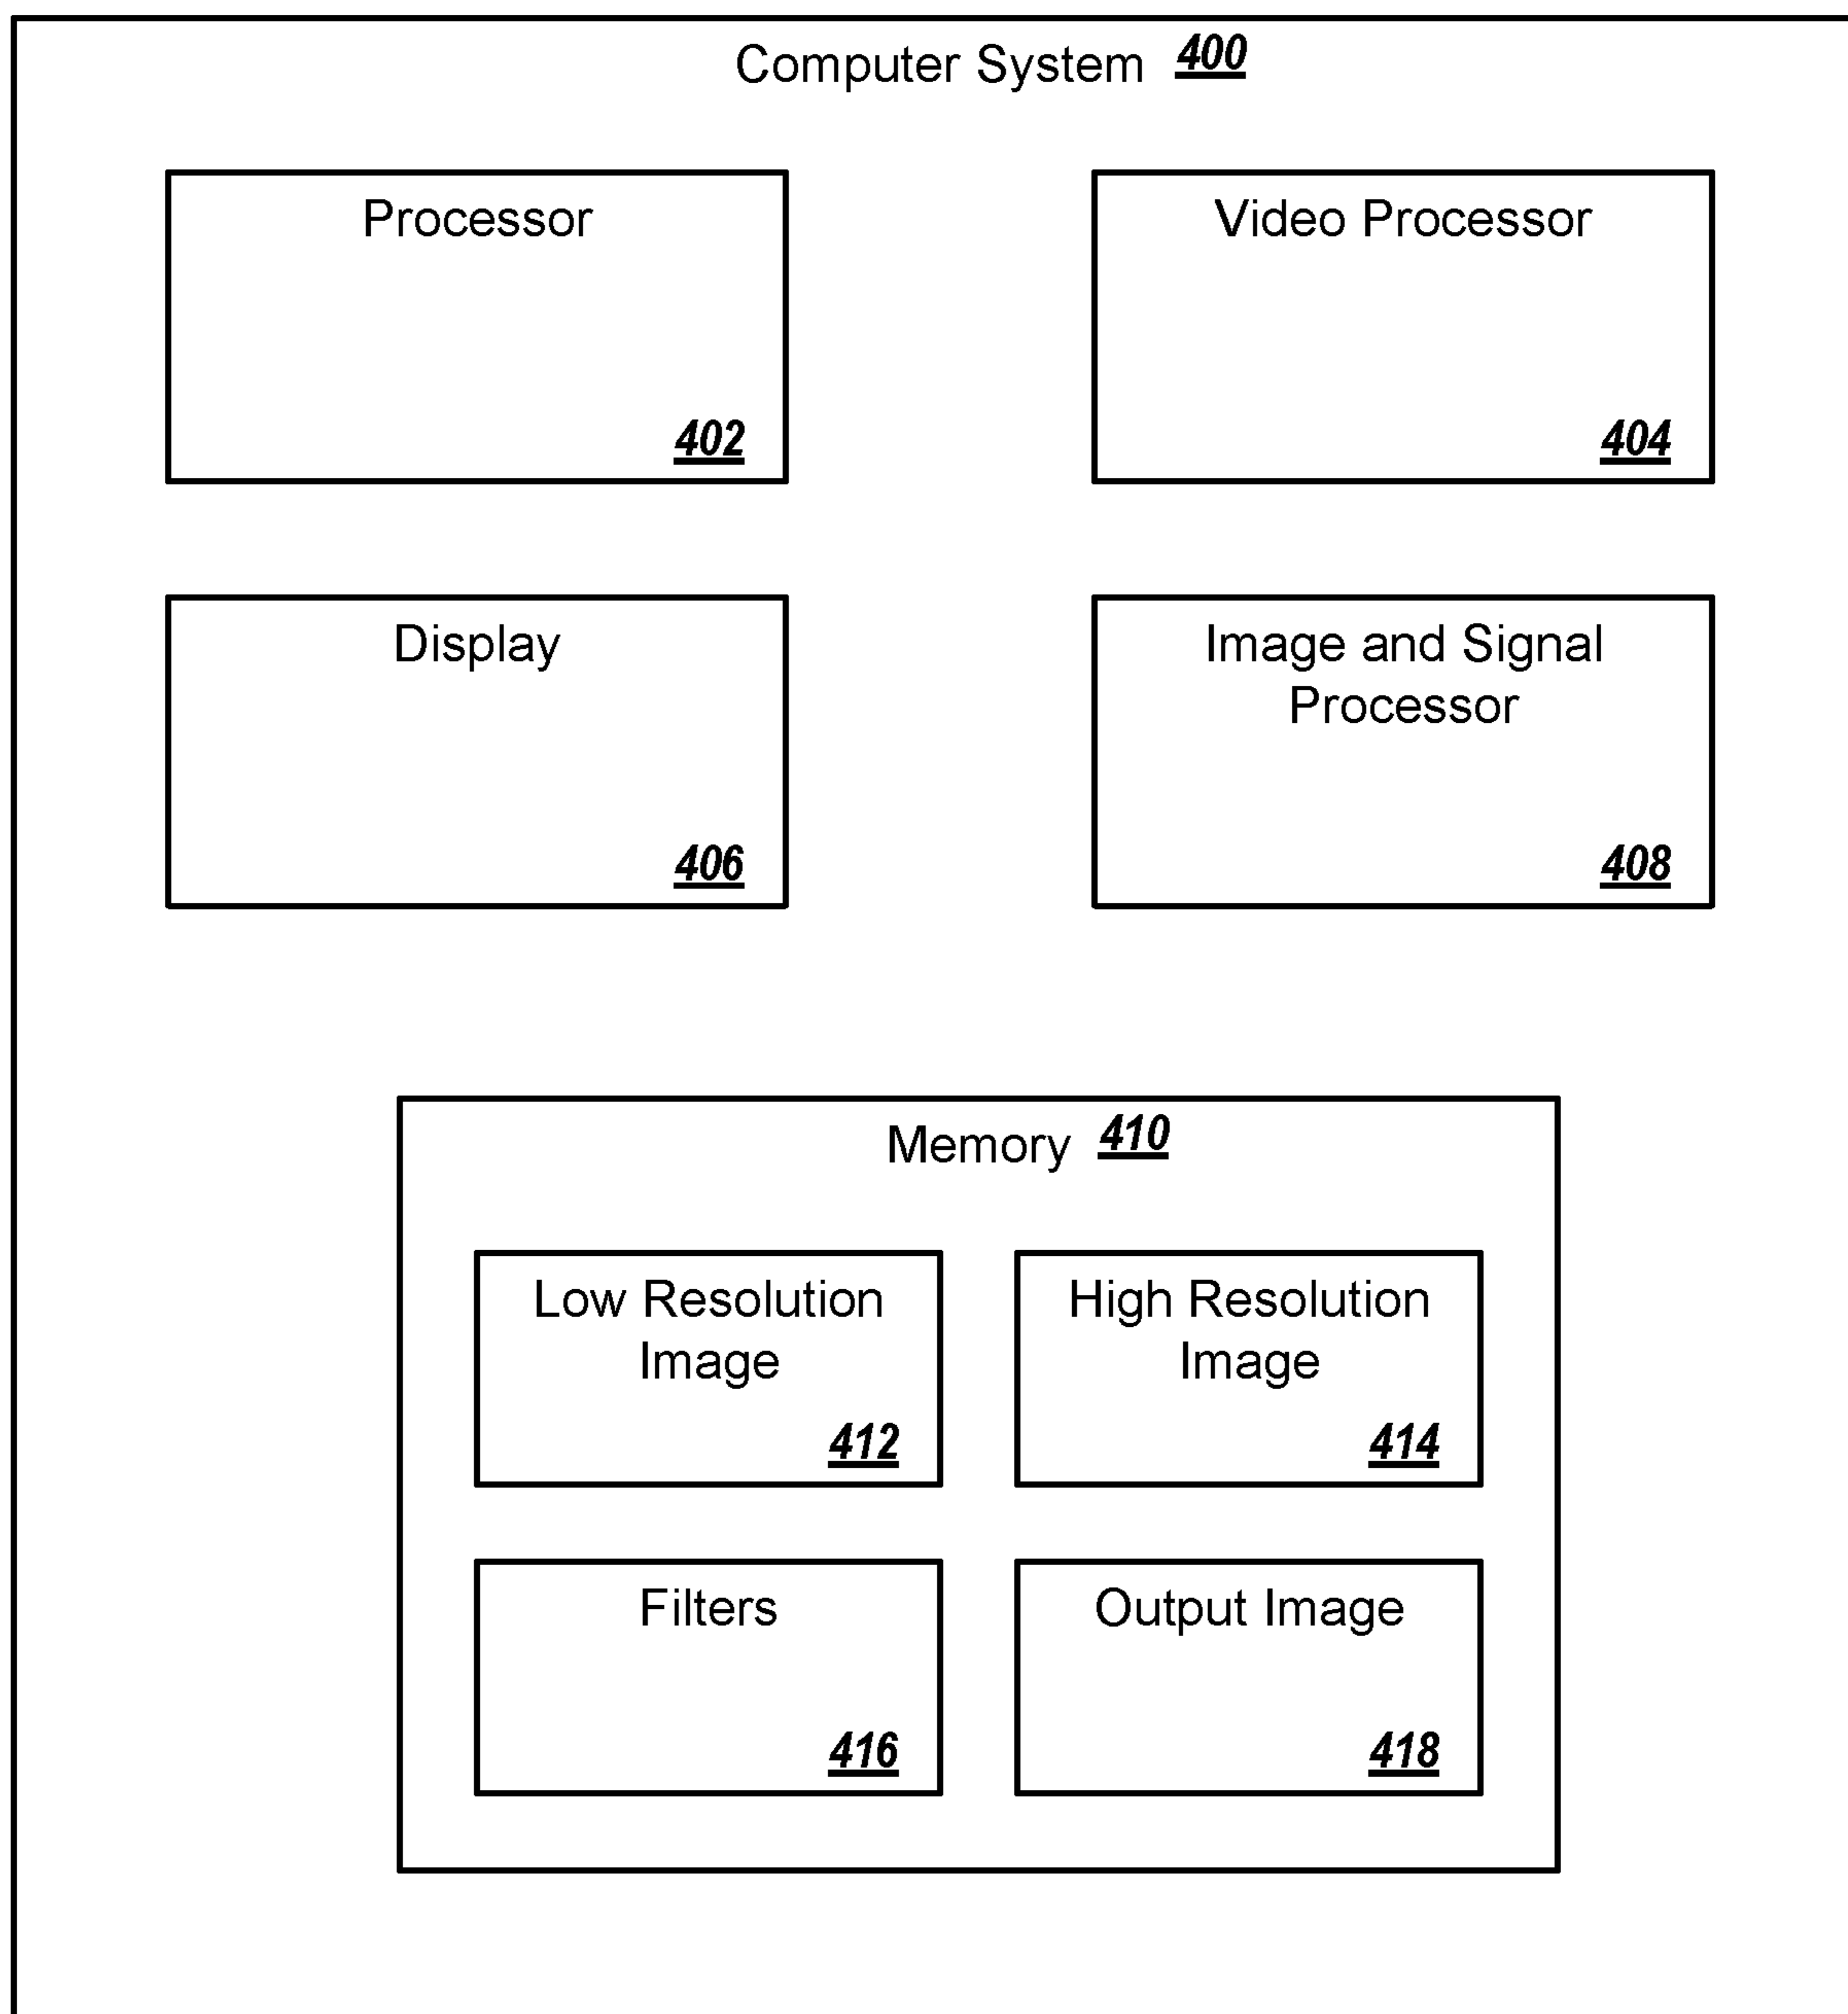 Computer System 400
Processor
402
Video Processor
404
Display
406
Image and Signal
Processor
408
Memory 410
Low Resolution
Image
412
High Resolution
Image
414
Filters
416
Output Image
418